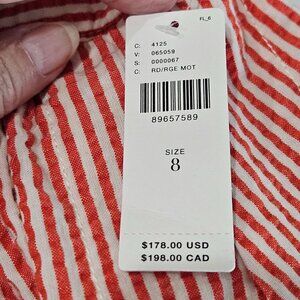 FL_6
C: 4125
V: 065059
S: 0000067
C: RD/RGE MOT
89657589
SIZE
8
$178.00 USD
$198.00 CAD